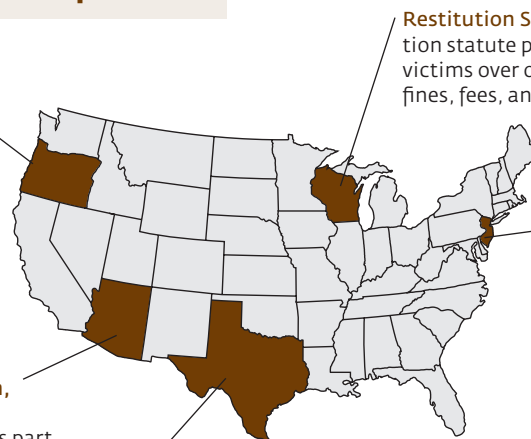 Restitution S
tion statute p
victims over o
fines, fees, an
s part